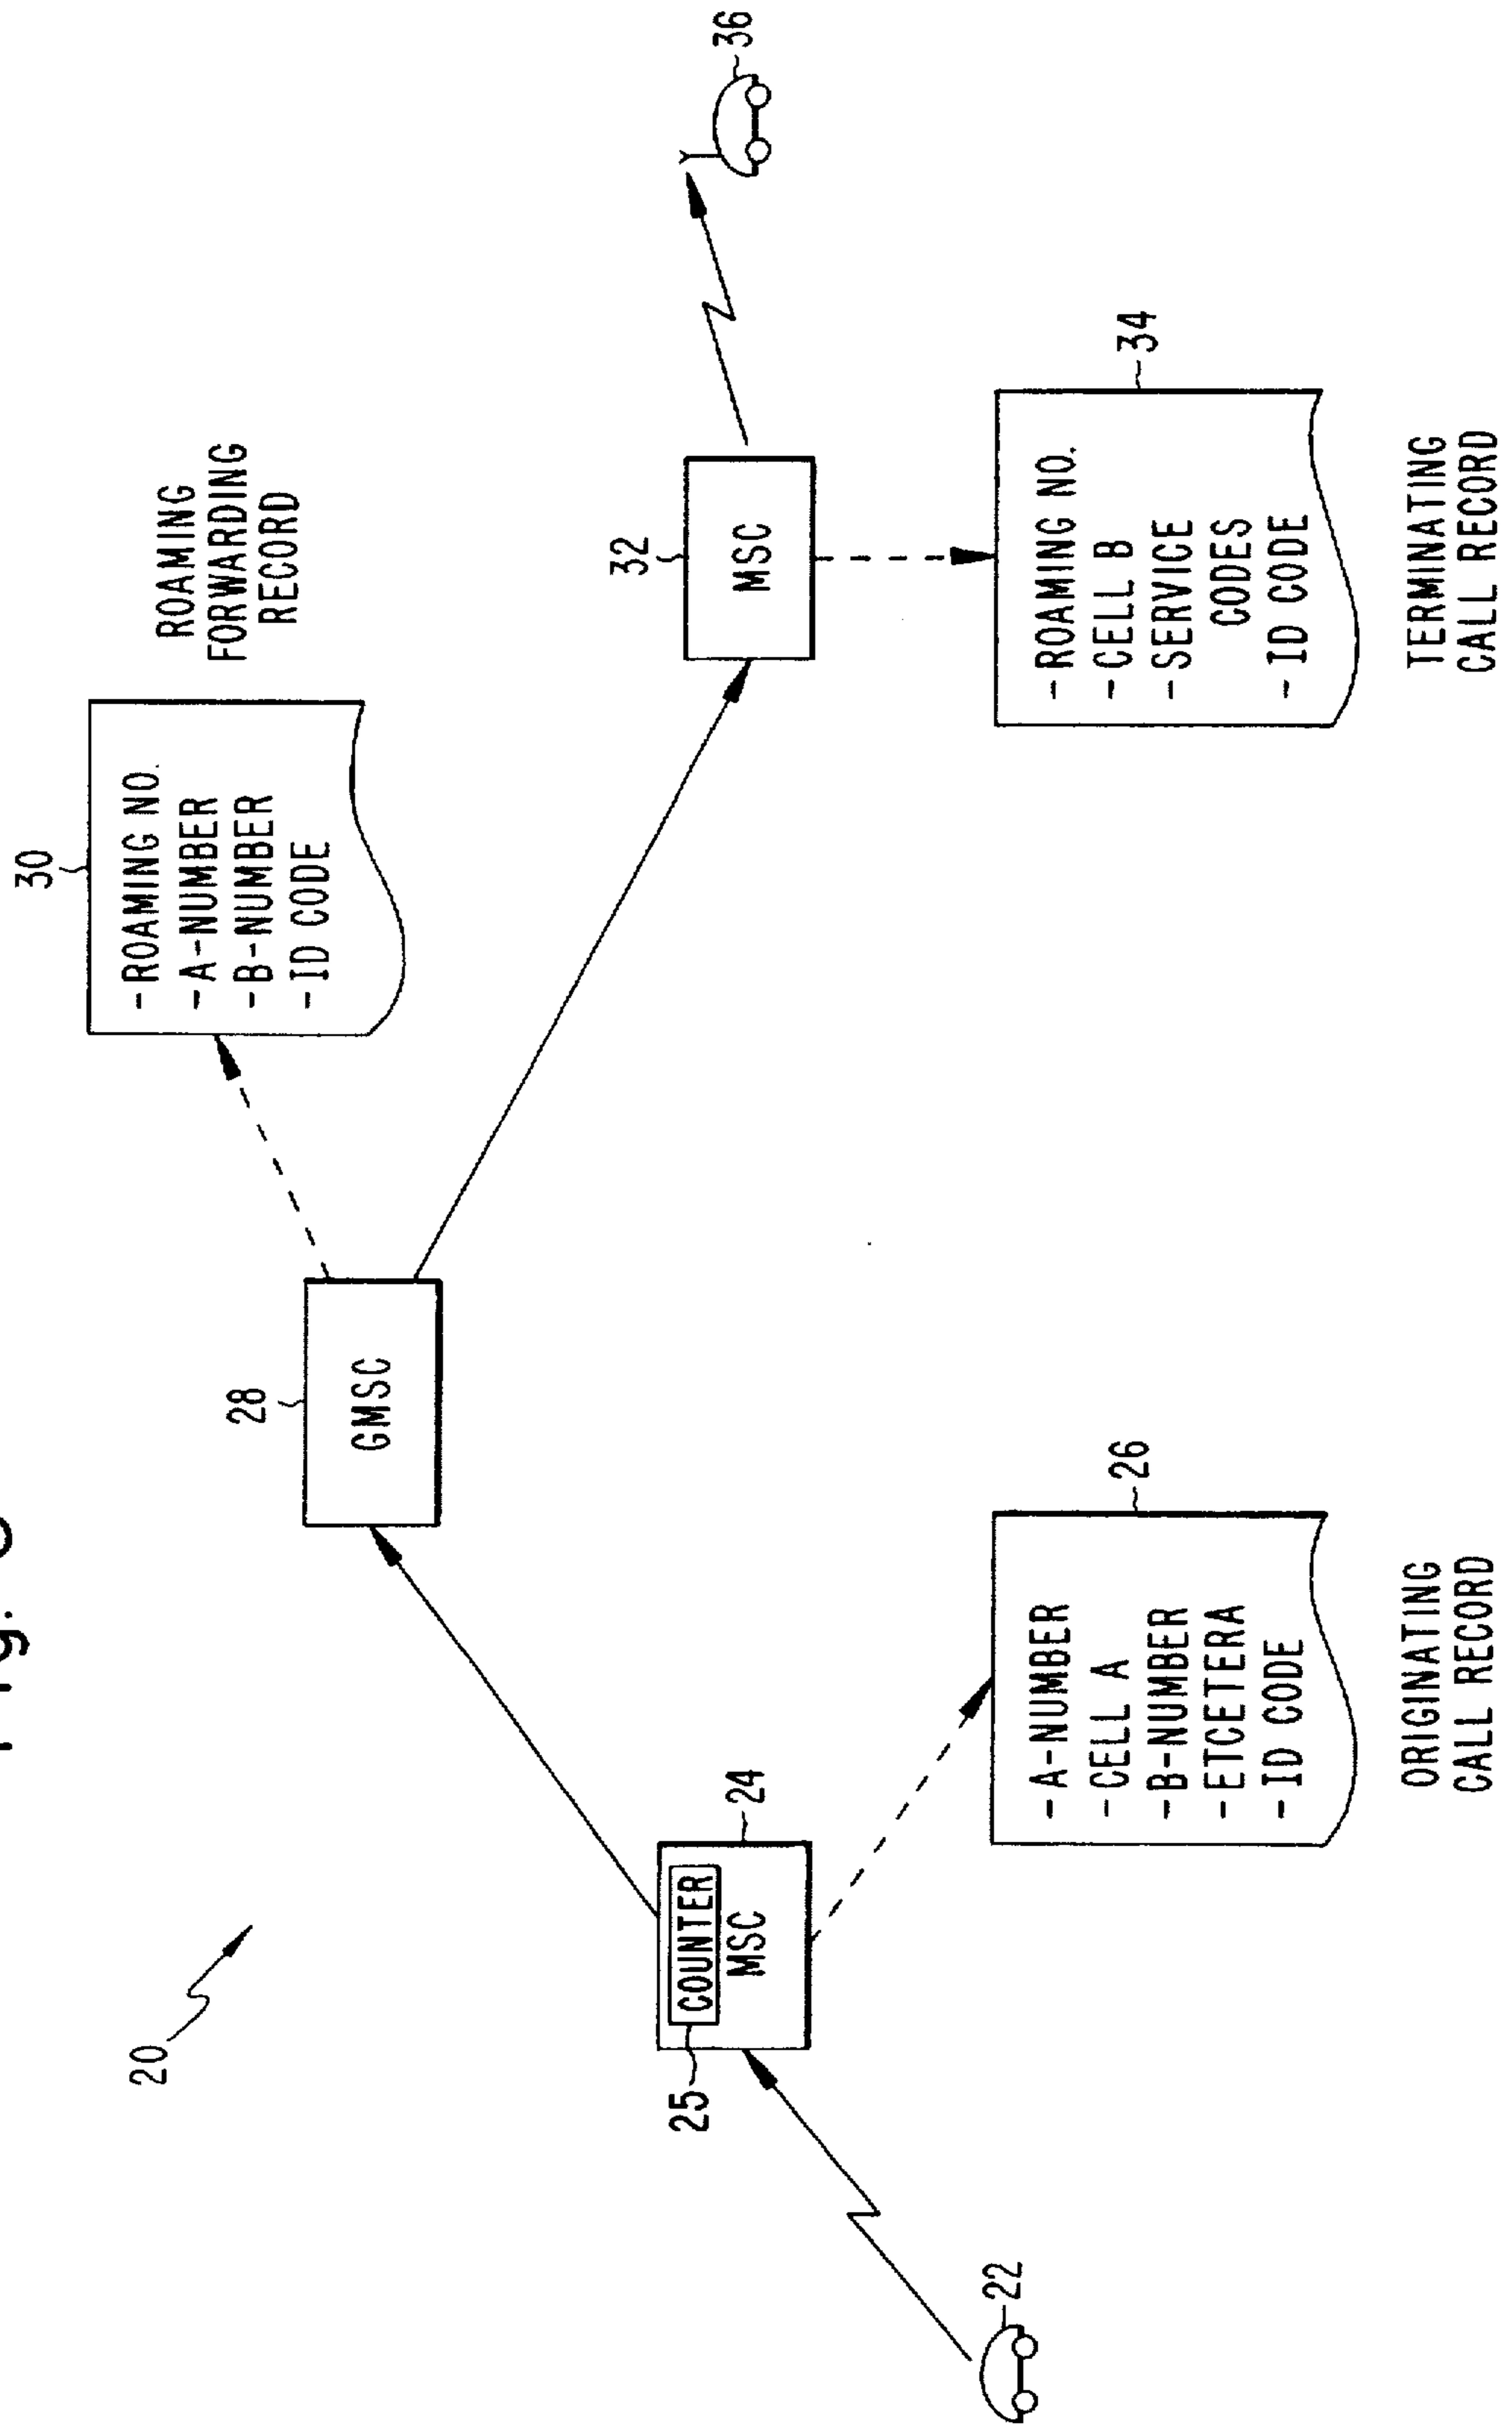 Fig.
30
- ROAMING NO.
- A-NUMBER
- B-NUMBER
- ID CODE
ROAMING
FORWARDING
RECORD
20
28
GMSC
25
COUNTER
MSC
24
32
MSC
36
22
- A-NUMBER
- CELL A
- B-NUMBER
- ETCETERA
- ID CODE
26
ORIGINATING
CALL RECORD
- ROAMING NO.
- CELL B
- SERVICE
CODES
- ID CODE
34
TERMINATING
CALL RECORD